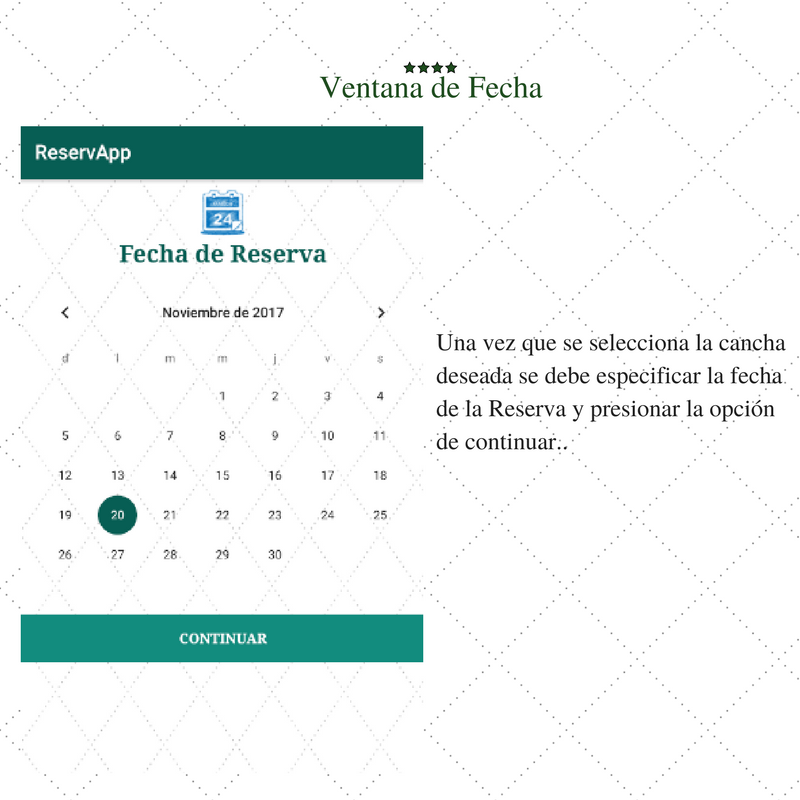 Ventana de Fecha
ReservApp
24
Fecha de Reserva
Noviembre de 2017
d l m m j v s
1 2 3 4
5 6 7 8 9 10 11
12 13 14 15 16 17 18
19 20 21 22 23 24 25
26 27 28 29 30
CONTINUAR
Una vez que se selecciona la cancha
deseada se debe especificar la fecha
de la Reserva y presionar la opción
de continuar..